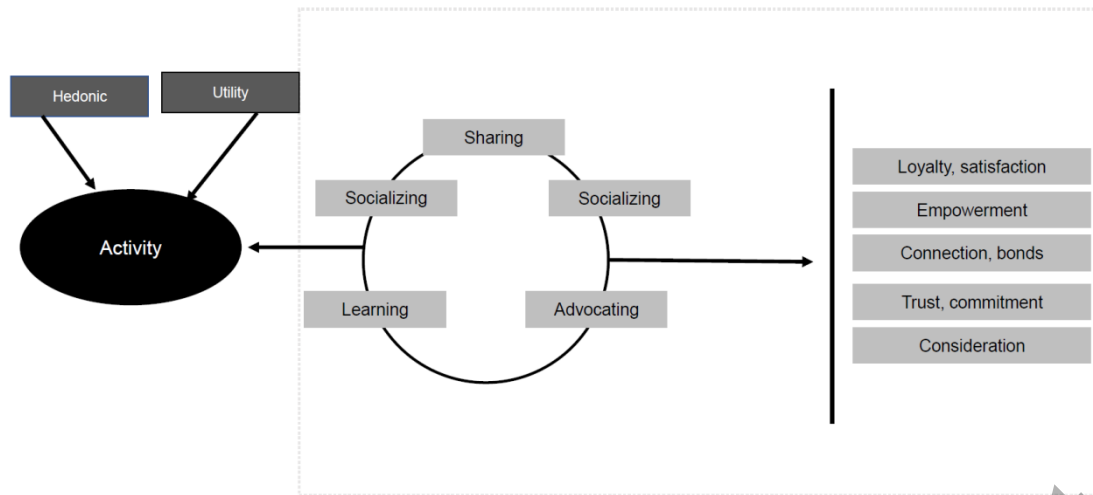 Hedonic
Utility
Activity
Sharing
Socializing
Socializing
Learning
Advocating
Loyalty, satisfaction
Empowerment
Connection, bonds
Trust, commitment
Consideration